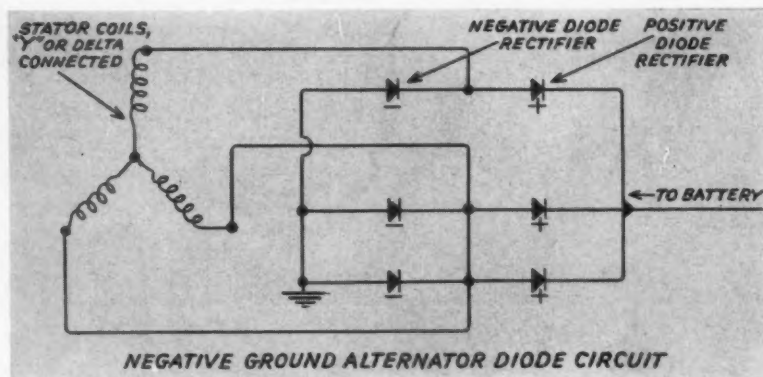 STATOR COILS,
"Y" OR DELTA
CONNECTED
NEGATIVE DIODE
RECTIFIER
POSITIVE
DIODE
RECTIFIER
− +
TO BATTERY
− +
− +
NEGATIVE GROUND ALTERNATOR DIODE CIRCUIT